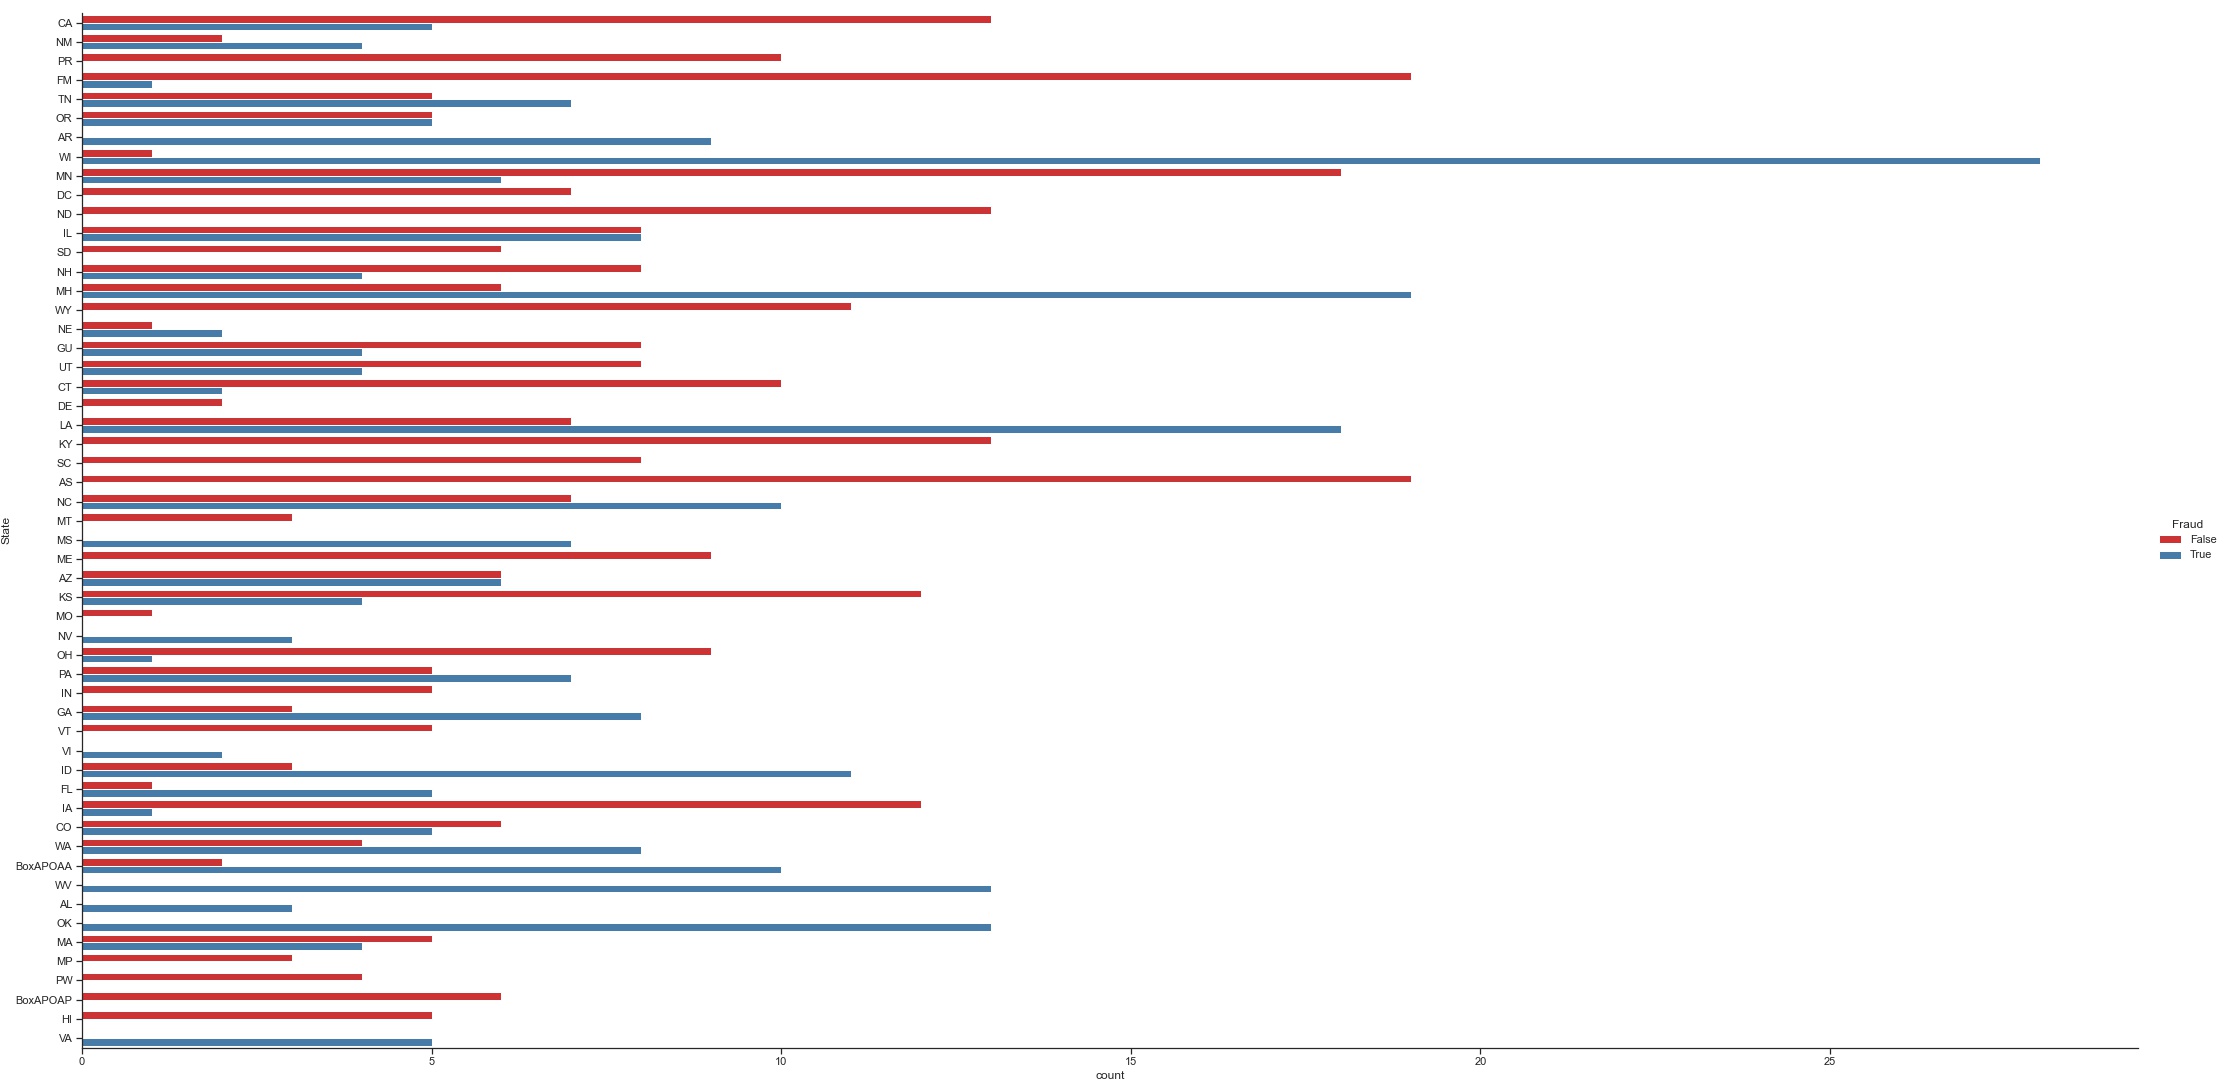 CA
NM
PR
FM
TN
OR
AR
WI
MN
DC
ND
IL
SD
NH
MH
WY
NE
GU
UT
CT
DE
LA
KY
SC
AS
NC
MT
MS
ME
AZ
KS
MO
NV
OH
PA
IN
GA
VT
VI
ID
FL
IA
CO
WA
BoxAPOAA
WV
AL
OK
MA
MP
PW
BoxAPOAP
HI
VA
State
0 5 10 15 20 25
count
Fraud
False
True